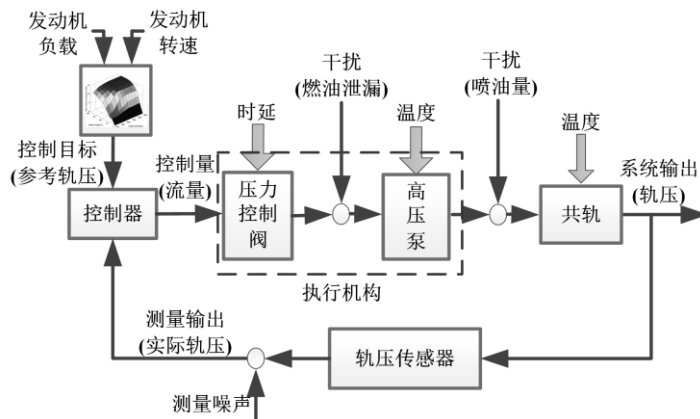 发动机
负载
发动机
转速
控制目标
(参考轨压)
控制量
(流量)
时延
干扰
(燃油泄漏)
温度
干扰
(喷油量)
温度
系统输出
(轨压)
控制器
压力
控制
阀
高
压
泵
共轨
执行机构
测量输出
(实际轨压)
轨压传感器
测量噪声